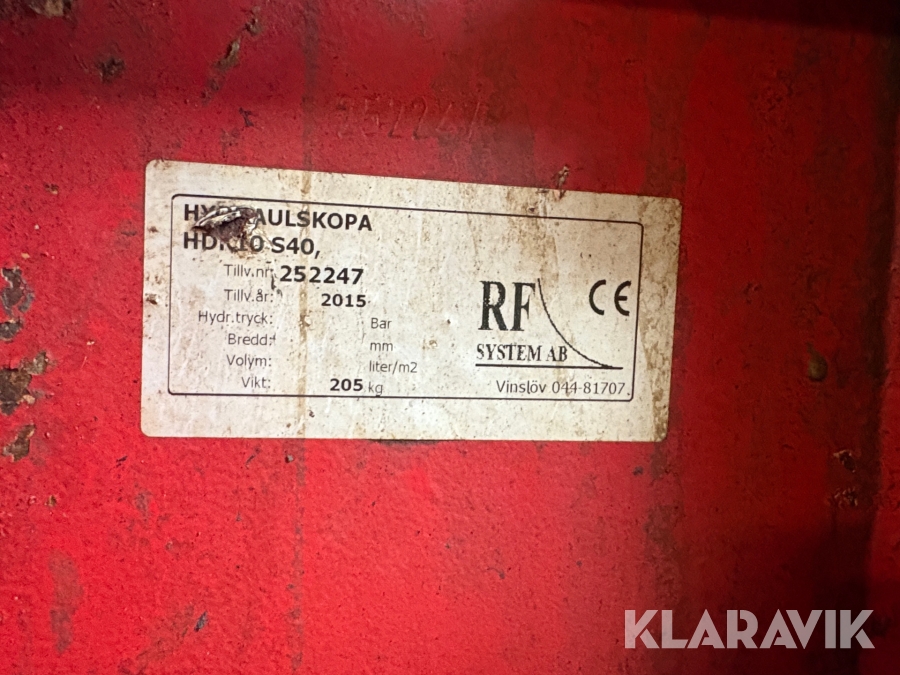 252247
HYDRAULSKOPA
HDK10 S40,
Tillv.nr: 252247
Tillv.år: 2015
Hydr.tryck: Bar
Bredd: mm
Volym: liter/m2
Vikt: 205 kg
RF
SYSTEM AB
CE
Vinslöv 044-81707
KLARAVIK